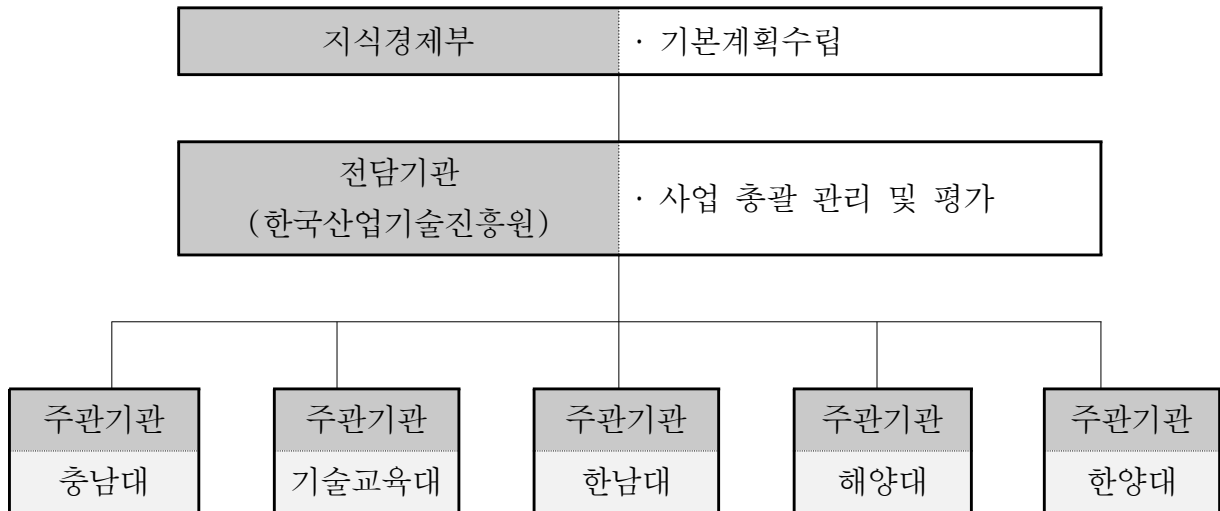 지식경제부
· 기본계획수립
전담기관
(한국산업기술진흥원)
· 사업 총괄 관리 및 평가
주관기관
충남대
주관기관
기술교육대
주관기관
한남대
주관기관
해양대
주관기관
한양대